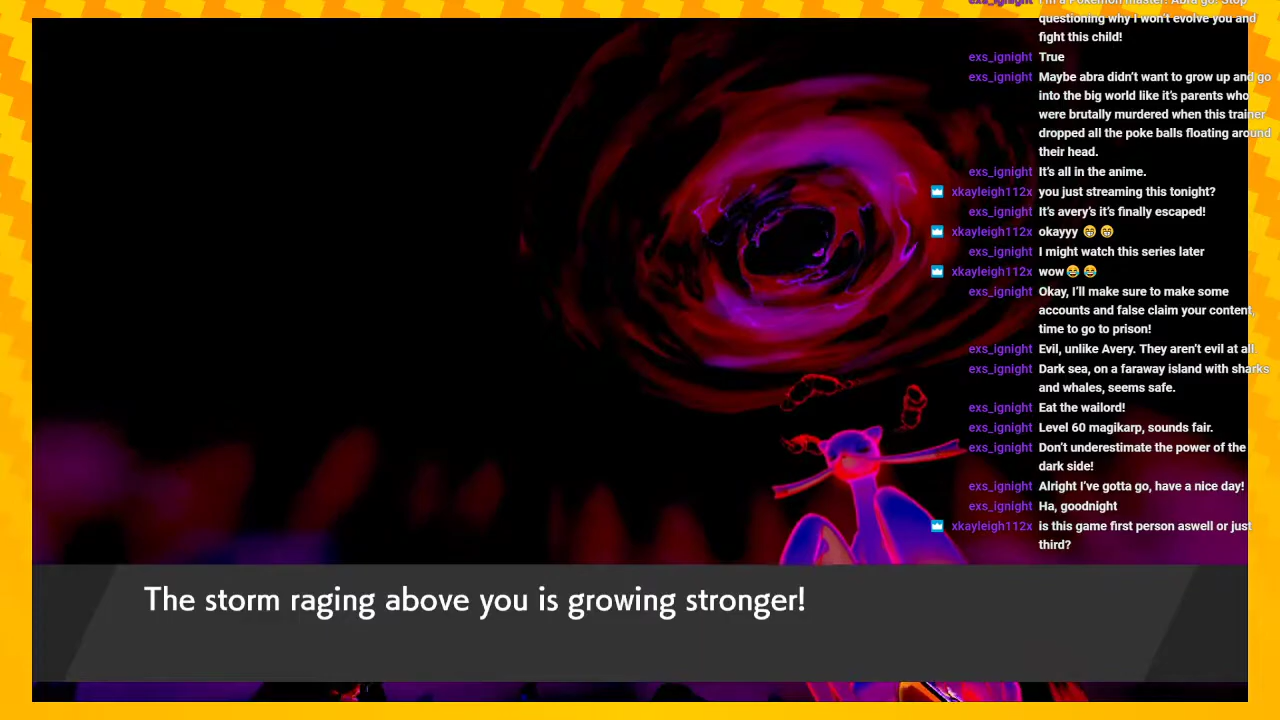 exs_ignight I'm a Pokemon master! Abra go! Stop
questioning why I won't evolve you and
fight this child!
exs_ignight True
exs_ignight Maybe abra didn’t want to grow up and go
into the big world like it’s parents who
were brutally murdered when this trainer
dropped all the poke balls floating around
their head.
exs_ignight It’s all in the anime.
xkayleigh112x you just streaming this tonight?
exs_ignight It’s avery’s it’s finally escaped!
xkayleigh112x okayyy 😁 😁
exs_ignight I might watch this series later
xkayleigh112x wow😂 😂
exs_ignight Okay, I’ll make sure to make some
accounts and false claim your content,
time to go to prison!
exs_ignight Evil, unlike Avery. They aren’t evil at all.
exs_ignight Dark sea, on a faraway island with sharks
and whales, seems safe.
exs_ignight Eat the wailord!
exs_ignight Level 60 magikarp, sounds fair.
exs_ignight Don’t underestimate the power of the
dark side!
exs_ignight Alright I’ve gotta go, have a nice day!
exs_ignight Ha, goodnight
xkayleigh112x is this game first person aswell or just
third?
The storm raging above you is growing stronger!